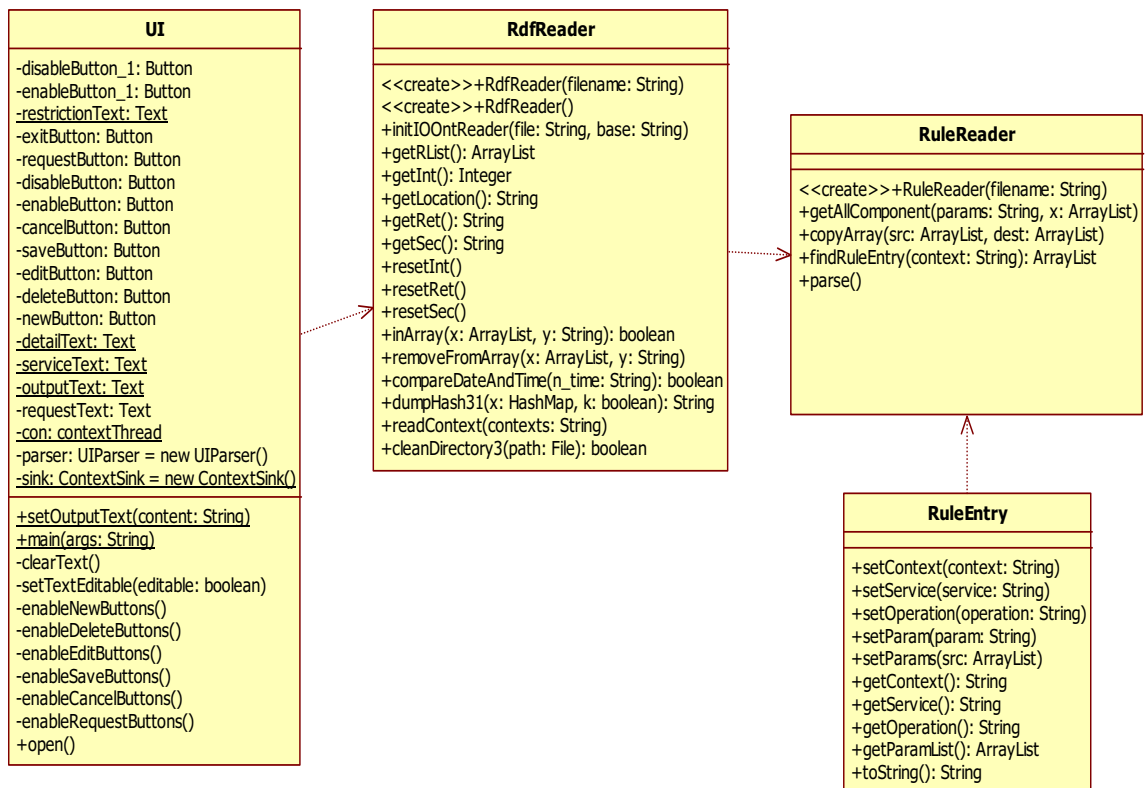 UI
-disableButton_1: Button
-enableButton_1: Button
-restrictionText: Text
-exitButton: Button
-requestButton: Button
-disableButton: Button
-enableButton: Button
-cancelButton: Button
-saveButton: Button
-editButton: Button
-deleteButton: Button
-newButton: Button
-detailText: Text
-serviceText: Text
-outputText: Text
-requestText: Text
-con: contextThread
-parser: UIParser = new UIParser()
-sink: ContextSink = new ContextSink()
+setOutputText(content: String)
+main(args: String)
-clearText()
-setTextEditable(editable: boolean)
-enableNewButtons()
-enableDeleteButtons()
-enableEditButtons()
-enableSaveButtons()
-enableCancelButtons()
-enableRequestButtons()
+open()
RdfReader
<<create>>+RdfReader(filename: String)
<<create>>+RdfReader()
+initIOOntReader(file: String, base: String)
+getRList(): ArrayList
+getInt(): Integer
+getLocation(): String
+getRet(): String
+getSec(): String
+resetInt()
+resetRet()
+resetSec()
+inArray(x: ArrayList, y: String): boolean
+removeFromArray(x: ArrayList, y: String)
+compareDateAndTime(n_time: String): boolean
+dumpHash31(x: HashMap, k: boolean): String
+readContext(contexts: String)
+cleanDirectory3(path: File): boolean
RuleReader
<<create>>+RuleReader(filename: String)
+getAllComponent(params: String, x: ArrayList)
+copyArray(src: ArrayList, dest: ArrayList)
+findRuleEntry(context: String): ArrayList
+parse()
RuleEntry
+setContext(context: String)
+setService(service: String)
+setOperation(operation: String)
+setParam(param: String)
+setParams(src: ArrayList)
+getContext(): String
+getService(): String
+getOperation(): String
+getParamList(): ArrayList
+toString(): String